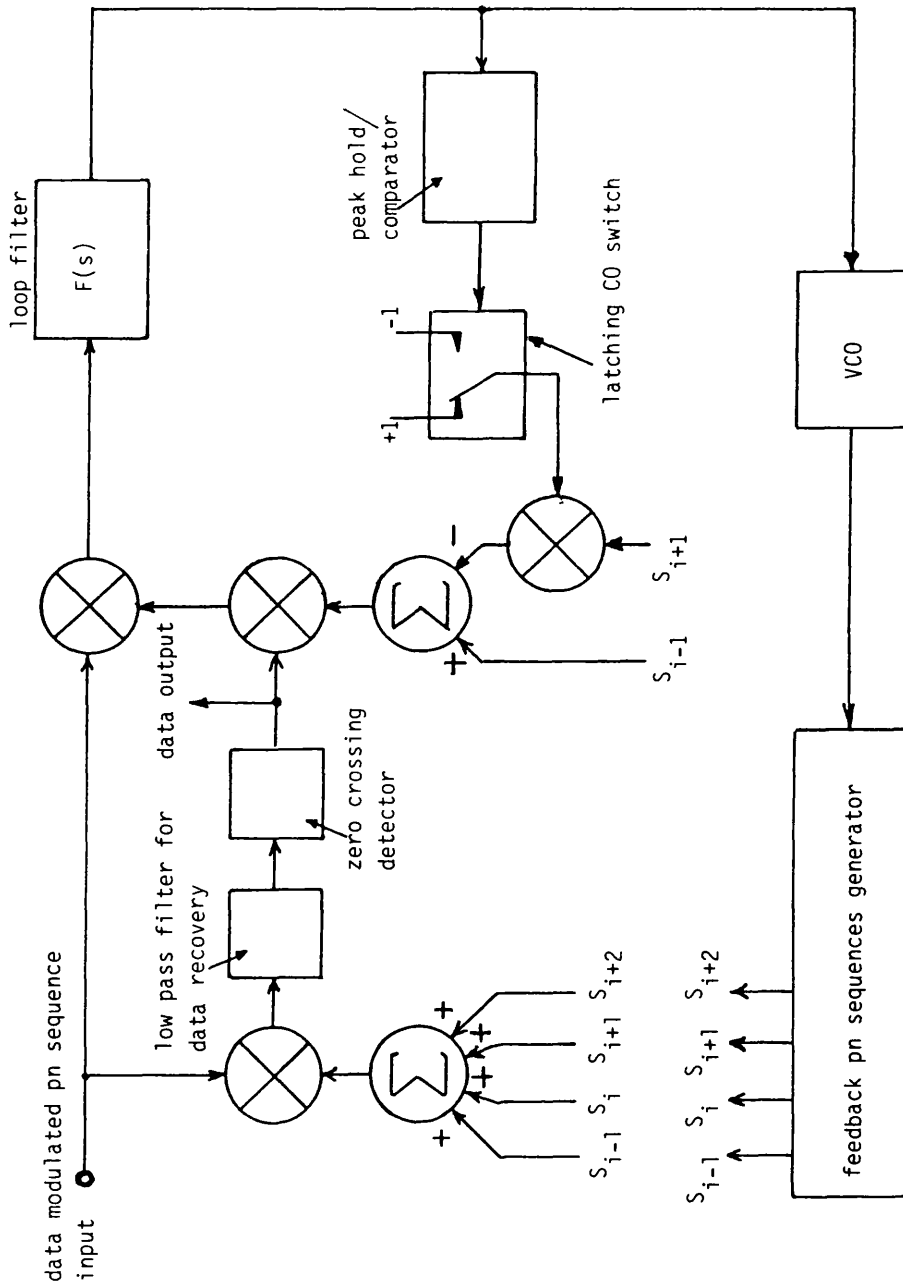 data modulated pn sequence
input
loop filter
F(s)
low pass filter for
data recovery
data output
zero crossing
detector
peak hold/
comparator
+1
-1
latching CO switch
-
+
S_{i-1}
S_{i+1}
+
+
+
+
S_{i-1}
S_i
S_{i+1}
S_{i+2}
S_{i-1}
S_i
S_{i+1}
S_{i+2}
feedback pn sequences generator
VCO
Σ
Σ